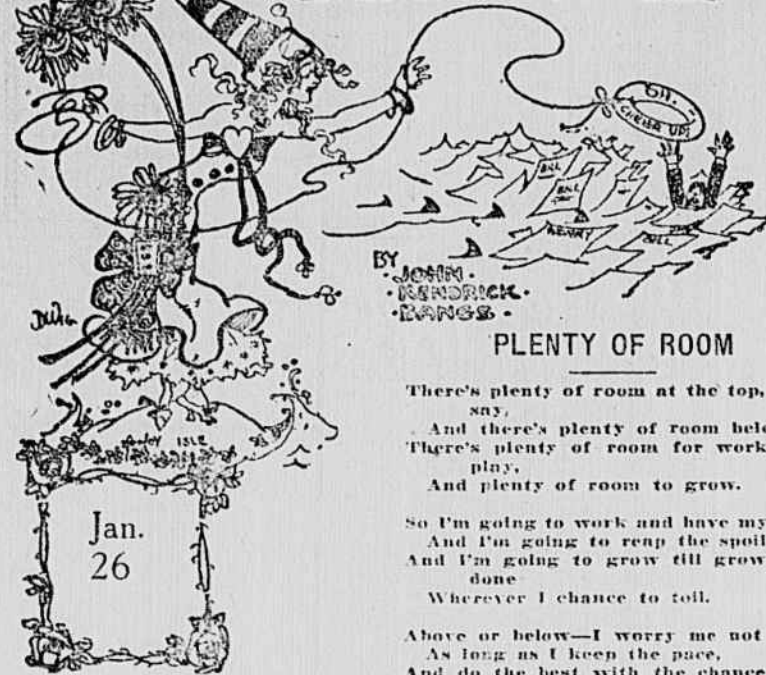 OH.
CHEER UP!
BILL
BILL
BILL
BY
·JOHN·
·KENDRICK·
·BANGS·
JOY ISLE
Jan.
26
PLENTY OF ROOM
There's plenty of room at the top,
say,
And there's plenty of room
There's plenty of room for work
play,
And plenty of room to grow.
So I'm going to work and have my
And I'm going to reap the spoil
And I'm going to grow till grow
done
Wherever I chance to toil.
Above or below—I worry me not
As long as I keep the pace,
And do the best with the chance